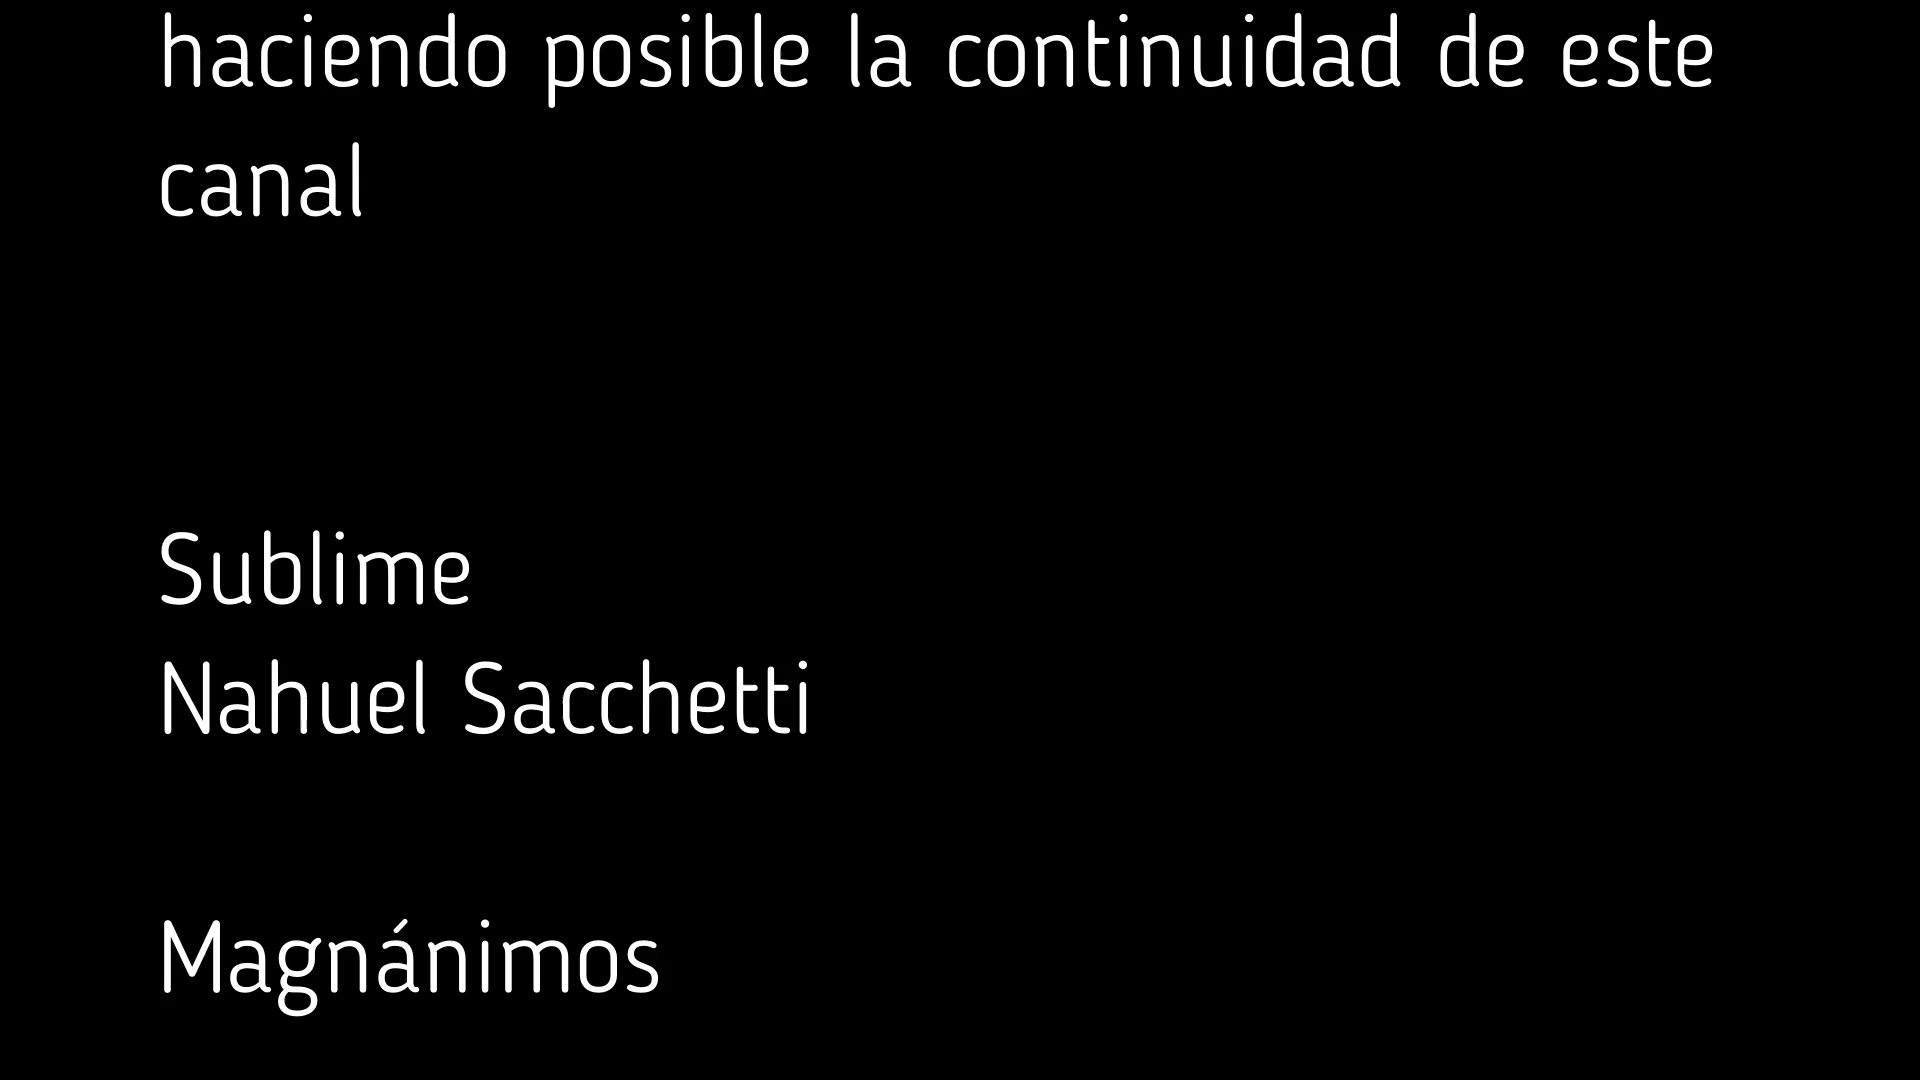 haciendo posible la continuidad de este
canal
Sublime
Nahuel Sacchetti
Magnánimos